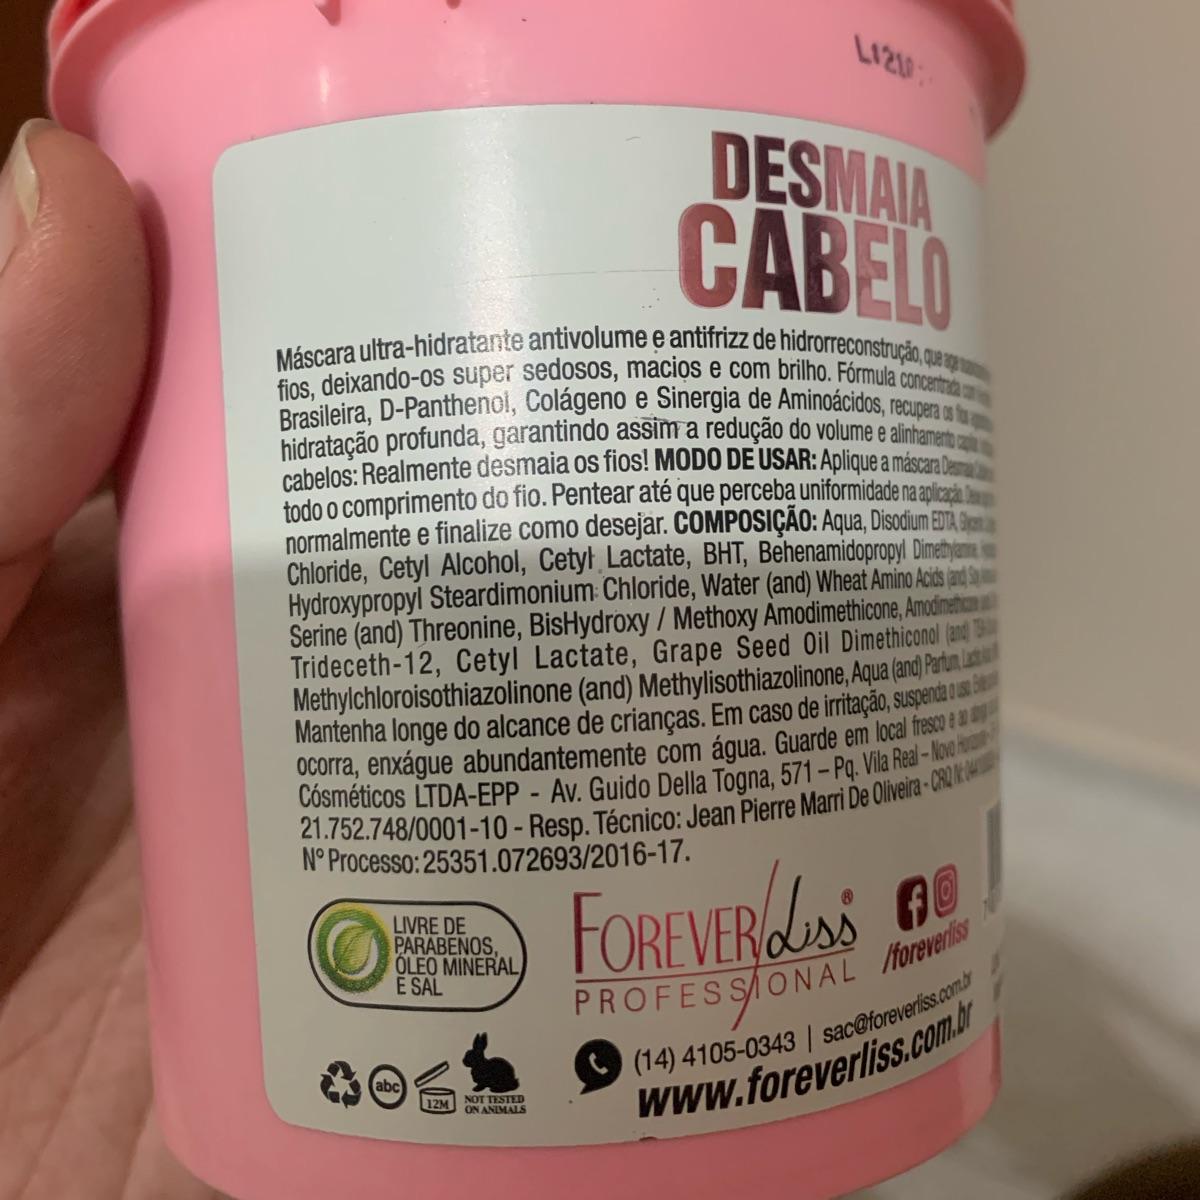 L121
DESMAIA
CABELO
Máscara ultra-hidratante antivolume e antifrizz de hidrorreconstrução, que age
fios, deixando-os super sedosos, macios e com brilho. Fórmula concentrada com
Brasileira, D-Panthenol, Colágeno e Sinergia de Aminoácidos, recupera os fios
hidratação profunda, garantindo assim a redução do volume e alinhamento capilar
cabelos: Realmente desmaia os fios! MODO DE USAR: Aplique a máscara Desmaia
todo o comprimento do fio. Pentear até que perceba uniformidade na aplicação.
normalmente e finalize como desejar. COMPOSIÇÃO: Aqua, Disodium EDTA,
Chloride, Cetyl Alcohol, Cetyl Lactate, BHT, Behenamidopropyl Dimethylamine,
Hydroxypropyl Steardimonium Chloride, Water (and) Wheat Amino Acids (and) Soy
Serine (and) Threonine, BisHydroxy / Methoxy Amodimethicone, Amodimethicone
Trideceth-12, Cetyl Lactate, Grape Seed Oil Dimethiconol (and)
Methylchloroisothiazolinone (and) Methylisothiazolinone, Aqua (and) Parfum,
Mantenha longe do alcance de crianças. Em caso de irritação, suspenda o uso.
ocorra, enxágue abundantemente com água. Guarde em local fresco e ao
Cósméticos LTDA-EPP - Av. Guido Della Togna, 571 – Pq. Vila Real – Novo
21.752.748/0001-10 - Resp. Técnico: Jean Pierre Marri De Oliveira - CRQ
N° Processo: 25351.072693/2016-17.
LIVRE DE
PARABENOS,
ÓLEO MINERAL
E SAL
FOREVER Liss®
PROFESSIONAL
/foreverliss
abc
12M
NOT TESTED
ON ANIMALS
(14) 4105-0343 | sac@foreverliss.com.br
www.foreverliss.com.br